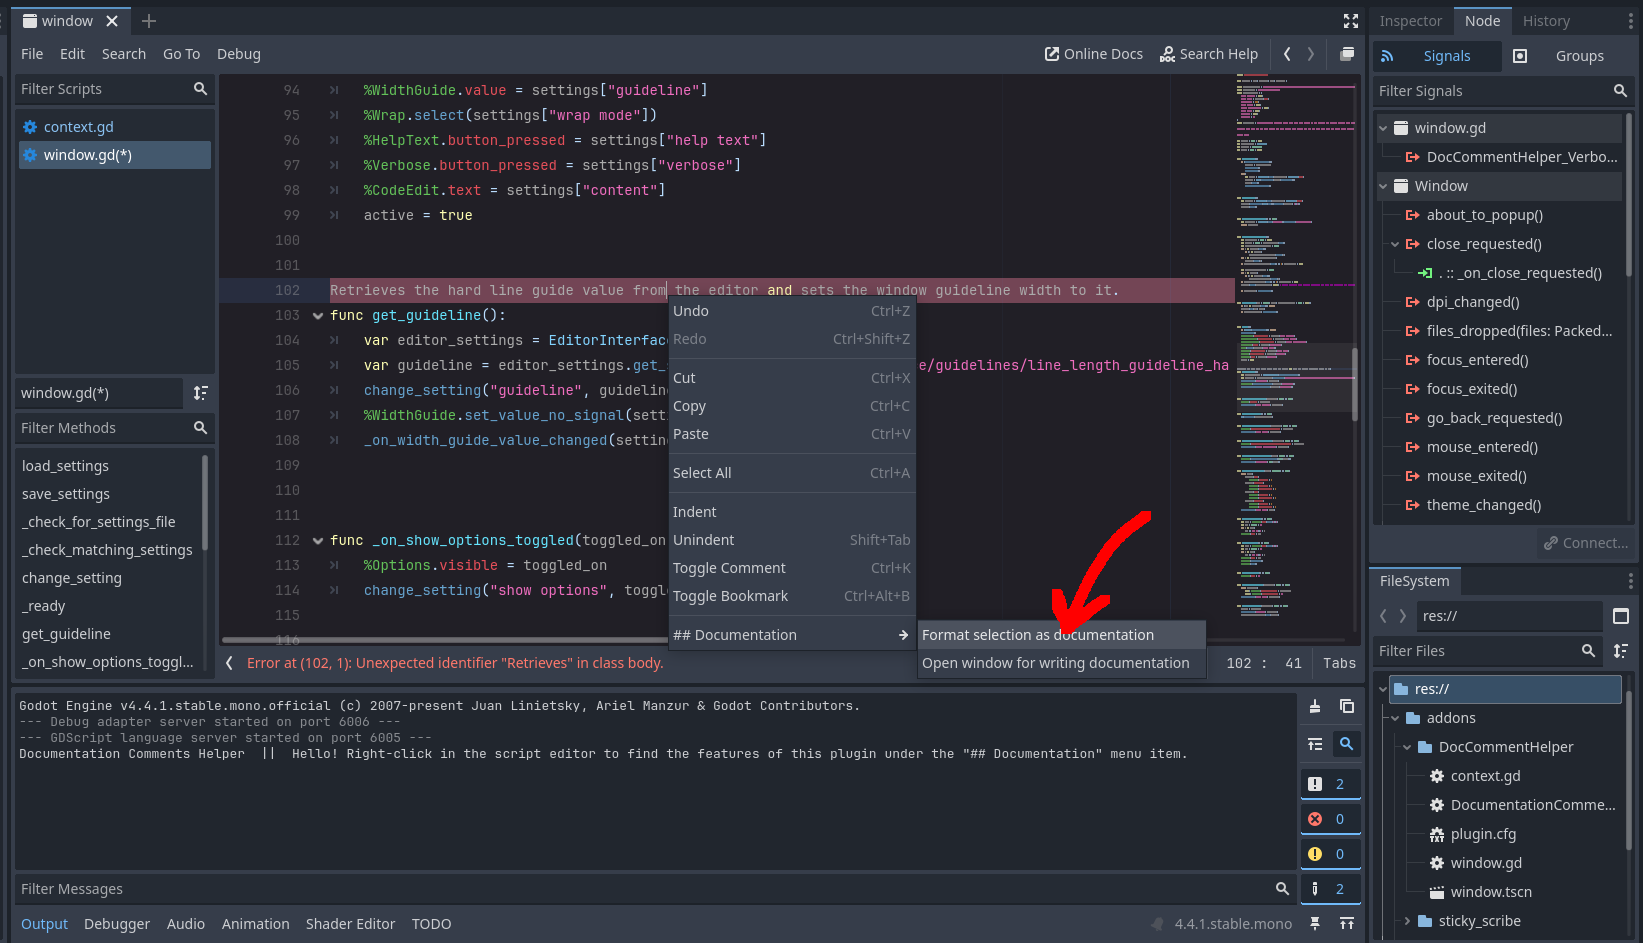 window
Inspector Node History
File Edit Search Go To Debug
Online Docs Search Help
Signals Groups
Filter Scripts
context.gd
window.gd(*)
window.gd(*)
Filter Methods
load_settings
save_settings
_check_for_settings_file
_check_matching_settings
change_setting
_ready
get_guideline
_on_show_options_toggl...
94 %WidthGuide.value = settings["guideline"]
95 %Wrap.select(settings["wrap mode"])
96 %HelpText.button_pressed = settings["help text"]
97 %Verbose.button_pressed = settings["verbose"]
98 %CodeEdit.text = settings["content"]
99 active = true
100
101
102 Retrieves the hard line guide value from the editor and sets the window guideline width to it.
103 func get_guideline():
104 var editor_settings = EditorInterfac
105 var guideline = editor_settings.get_ e/guidelines/line_length_guideline_ha
106 change_setting("guideline", guidelin
107 %WidthGuide.set_value_no_signal(sett
108 _on_width_guide_value_changed(settin
109
110
111
112 func _on_show_options_toggled(toggled_on
113 %Options.visible = toggled_on
114 change_setting("show options", toggl
115
116
Undo Ctrl+Z
Redo Ctrl+Shift+Z
Cut Ctrl+X
Copy Ctrl+C
Paste Ctrl+V
Select All Ctrl+A
Indent
Unindent Shift+Tab
Toggle Comment Ctrl+K
Toggle Bookmark Ctrl+Alt+B
## Documentation
Format selection as documentation
Open window for writing documentation
Error at (102, 1): Unexpected identifier "Retrieves" in class body.
102 : 41 Tabs
Godot Engine v4.4.1.stable.mono.official (c) 2007-present Juan Linietsky, Ariel Manzur & Godot Contributors.
--- Debug adapter server started on port 6006 ---
--- GDScript language server started on port 6005 ---
Documentation Comments Helper || Hello! Right-click in the script editor to find the features of this plugin under the "## Documentation" menu item.
2
0
0
2
Filter Messages
Output Debugger Audio Animation Shader Editor TODO
4.4.1.stable.mono
Filter Signals
window.gd
DocCommentHelper_Verbo...
Window
about_to_popup()
close_requested()
. :: _on_close_requested()
dpi_changed()
files_dropped(files: Packed...
focus_entered()
focus_exited()
go_back_requested()
mouse_entered()
mouse_exited()
theme_changed()
Connect...
FileSystem
res://
Filter Files
res://
addons
DocCommentHelper
context.gd
DocumentationComme...
plugin.cfg
window.gd
window.tscn
sticky_scribe